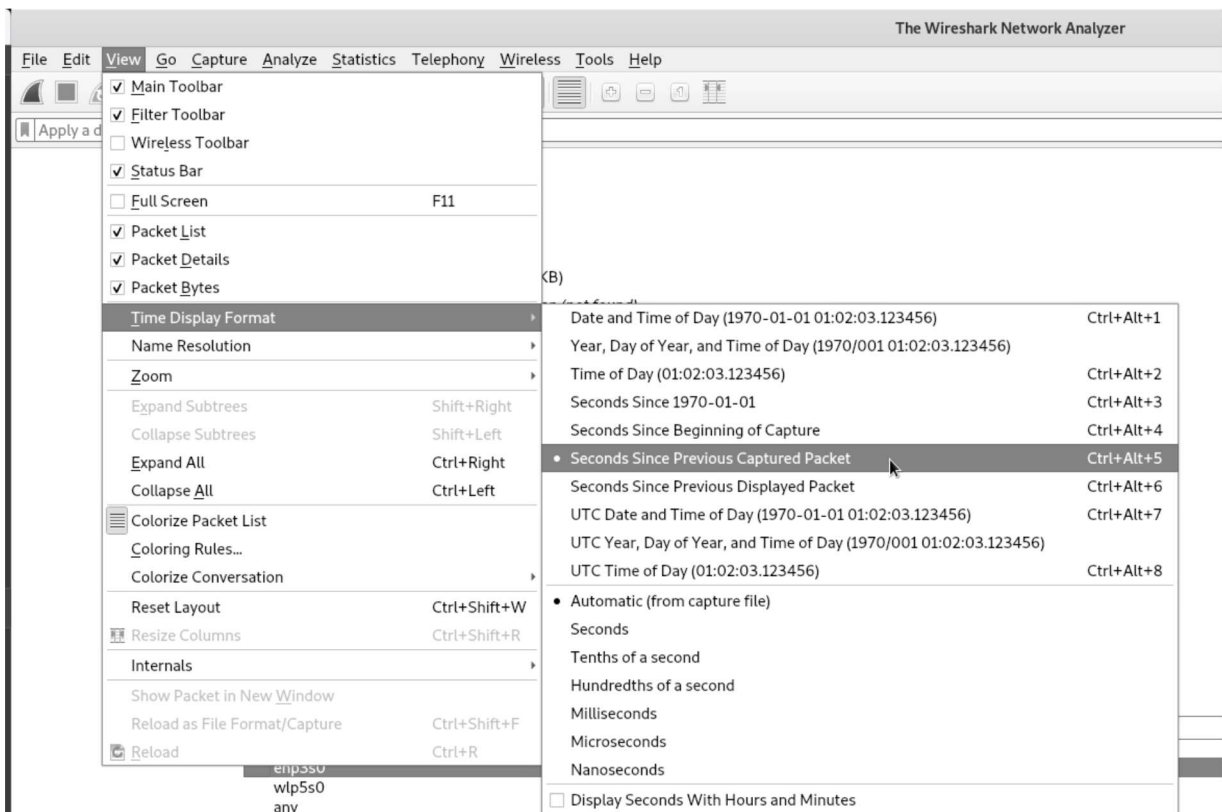 The Wireshark Network Analyzer
File Edit View Go Capture Analyze Statistics Telephony Wireless Tools Help
Main Toolbar
Filter Toolbar
Apply a d
Wireless Toolbar
Status Bar
Full Screen F11
Packet List
Packet Details
KB)
Packet Bytes
(not found)
Time Display Format
Name Resolution
Zoom
Expand Subtrees Shift+Right
Collapse Subtrees Shift+Left
Expand All Ctrl+Right
Collapse All Ctrl+Left
Colorize Packet List
Coloring Rules...
Colorize Conversation
Reset Layout Ctrl+Shift+W
Resize Columns Ctrl+Shift+R
Internals
Show Packet in New Window
Reload as File Format/Capture Ctrl+Shift+F
Reload Ctrl+R
Date and Time of Day (1970-01-01 01:02:03.123456) Ctrl+Alt+1
Year, Day of Year, and Time of Day (1970/001 01:02:03.123456)
Time of Day (01:02:03.123456) Ctrl+Alt+2
Seconds Since 1970-01-01 Ctrl+Alt+3
Seconds Since Beginning of Capture Ctrl+Alt+4
Seconds Since Previous Captured Packet Ctrl+Alt+5
Seconds Since Previous Displayed Packet Ctrl+Alt+6
UTC Date and Time of Day (1970-01-01 01:02:03.123456) Ctrl+Alt+7
UTC Year, Day of Year, and Time of Day (1970/001 01:02:03.123456)
UTC Time of Day (01:02:03.123456) Ctrl+Alt+8
Automatic (from capture file)
Seconds
Tenths of a second
Hundredths of a second
Milliseconds
Microseconds
Nanoseconds
Display Seconds With Hours and Minutes
enp3s0
wlp5s0
any